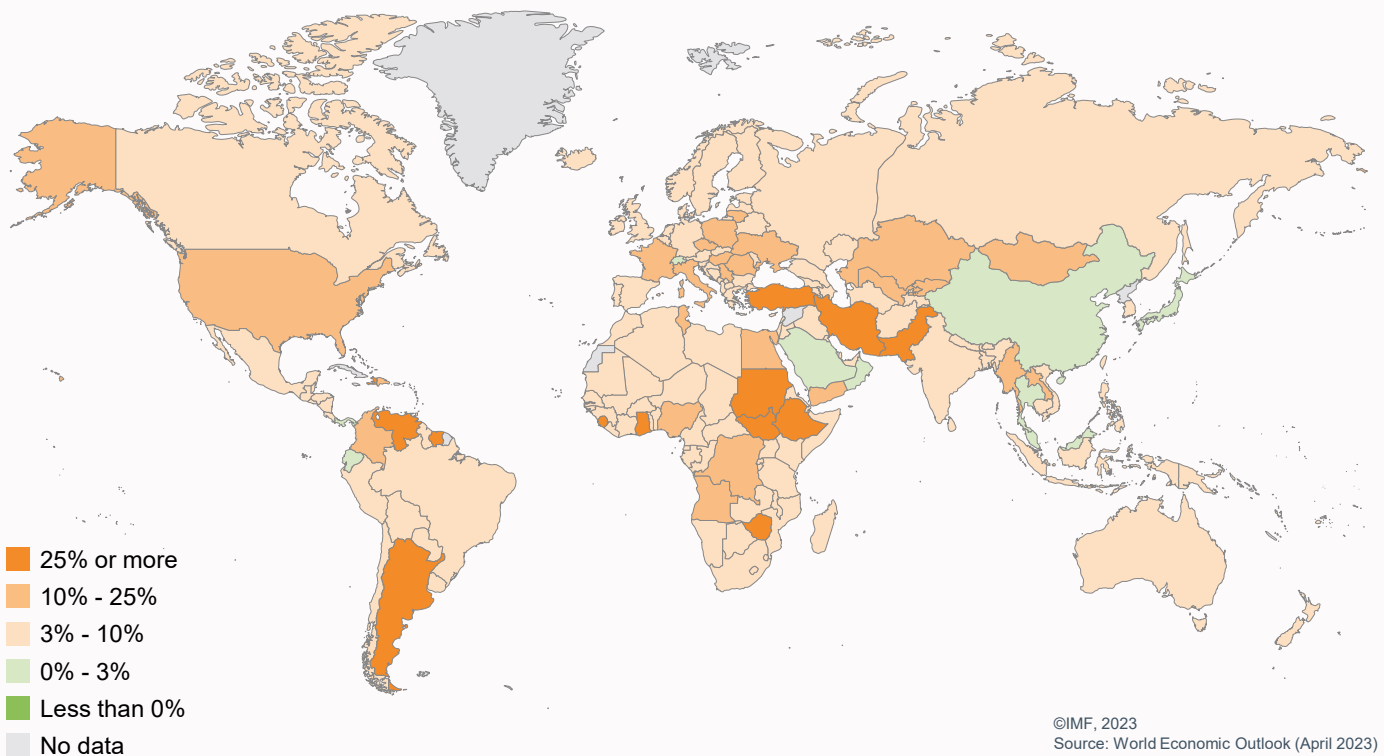 25% or more
10% - 25%
3% - 10%
0% - 3%
Less than 0%
No data
©IMF, 2023
Source: World Economic Outlook (April 2023)